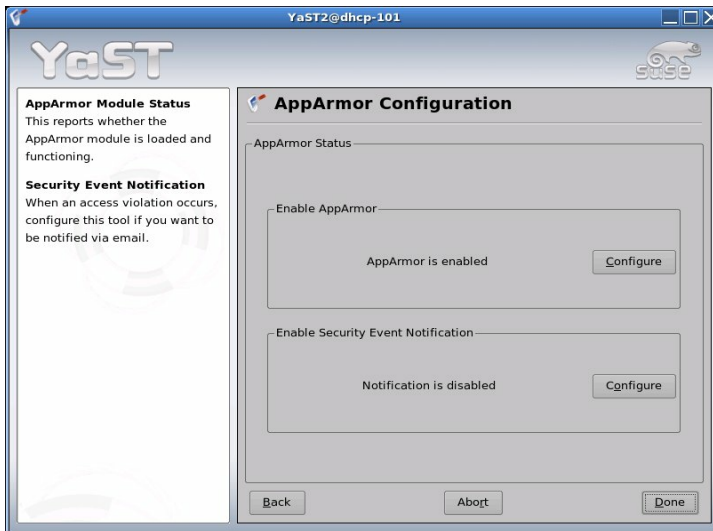 YaST2@dhcp-101
YaST
suse
AppArmor Module Status
This reports whether the
AppArmor module is loaded and
functioning.
Security Event Notification
When an access violation occurs,
configure this tool if you want to
be notified via email.
AppArmor Configuration
AppArmor Status
Enable AppArmor
AppArmor is enabled
Configure
Enable Security Event Notification
Notification is disabled
Configure
Back
Abort
Done